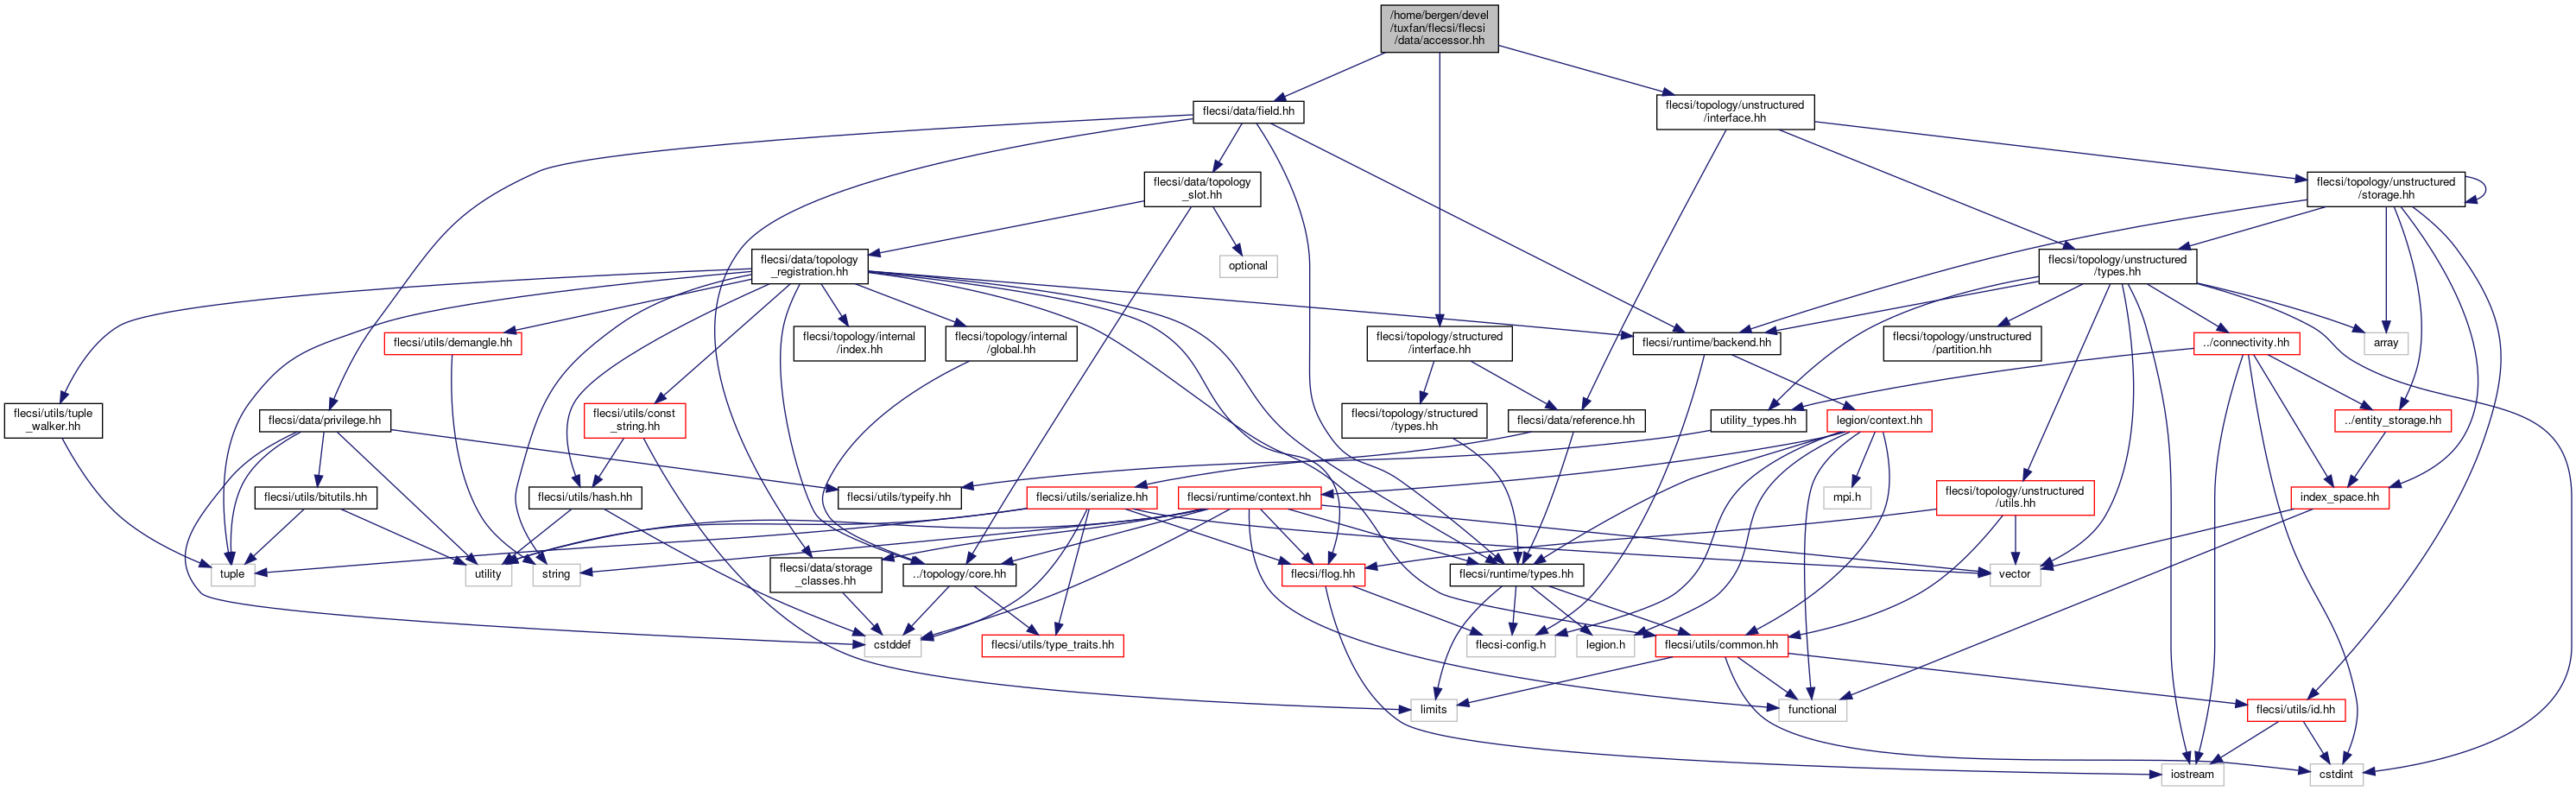 /home/bergen/devel
/tuxfan/flecsi/flecsi
/data/accessor.hh
flecsi/data/field.hh
flecsi/topology/unstructured
/interface.hh
flecsi/data/topology
_slot.hh
flecsi/topology/unstructured
/storage.hh
flecsi/data/topology
_registration.hh
optional
flecsi/topology/unstructured
/types.hh
flecsi/utils/demangle.hh
flecsi/topology/internal
/index.hh
flecsi/topology/internal
/global.hh
flecsi/topology/structured
/interface.hh
flecsi/runtime/backend.hh
flecsi/topology/unstructured
/partition.hh
../connectivity.hh
array
flecsi/utils/tuple
_walker.hh
flecsi/data/privilege.hh
flecsi/utils/const
_string.hh
flecsi/topology/structured
/types.hh
flecsi/data/reference.hh
utility_types.hh
legion/context.hh
../entity_storage.hh
flecsi/utils/bitutils.hh
flecsi/utils/hash.hh
flecsi/utils/typeify.hh
flecsi/utils/serialize.hh
flecsi/runtime/context.hh
mpi.h
flecsi/topology/unstructured
/utils.hh
index_space.hh
tuple
utility
string
flecsi/data/storage
_classes.hh
../topology/core.hh
flecsi/flog.hh
flecsi/runtime/types.hh
vector
cstddef
flecsi/utils/type_traits.hh
flecsi-config.h
legion.h
flecsi/utils/common.hh
limits
functional
flecsi/utils/id.hh
iostream
cstdint